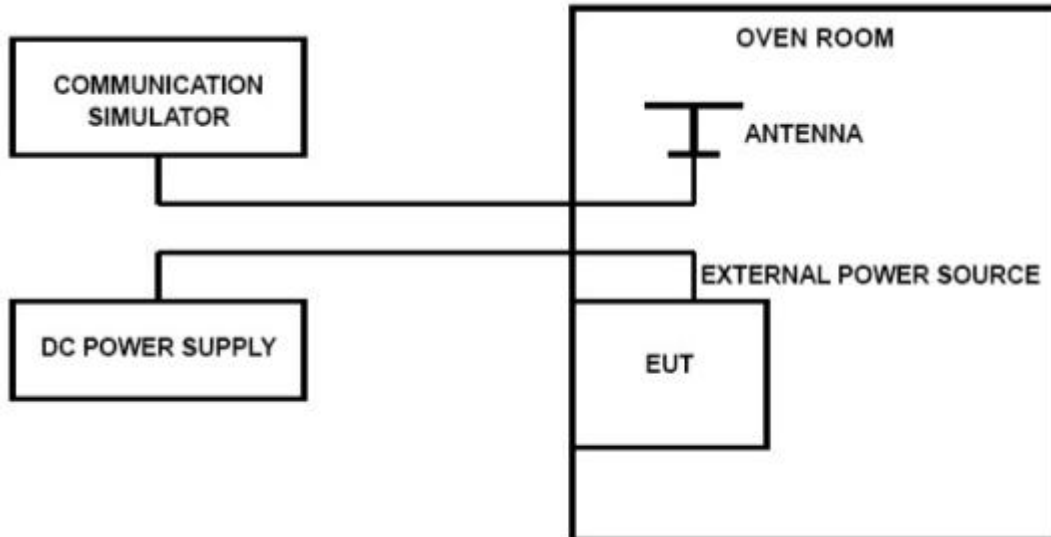 OVEN ROOM
COMMUNICATION
SIMULATOR
ANTENNA
EXTERNAL POWER SOURCE
DC POWER SUPPLY
EUT